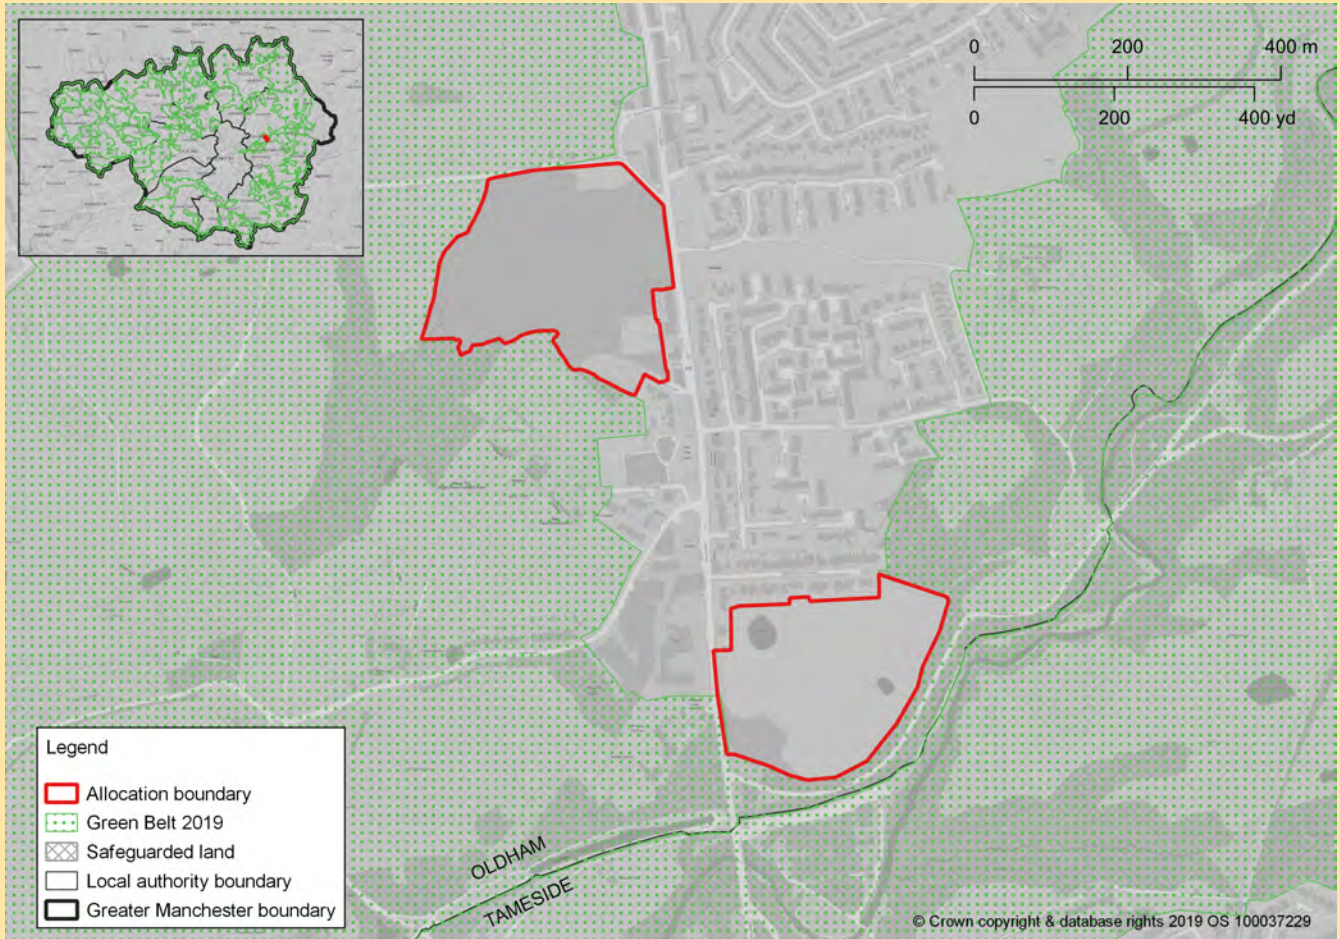 0 200 400 m
0 200 400 yd
Legend
Allocation boundary
Green Belt 2019
Safeguarded land
Local authority boundary
Greater Manchester boundary
OLDHAM
TAMESIDE
© Crown copyright & database rights 2019 OS 100037229